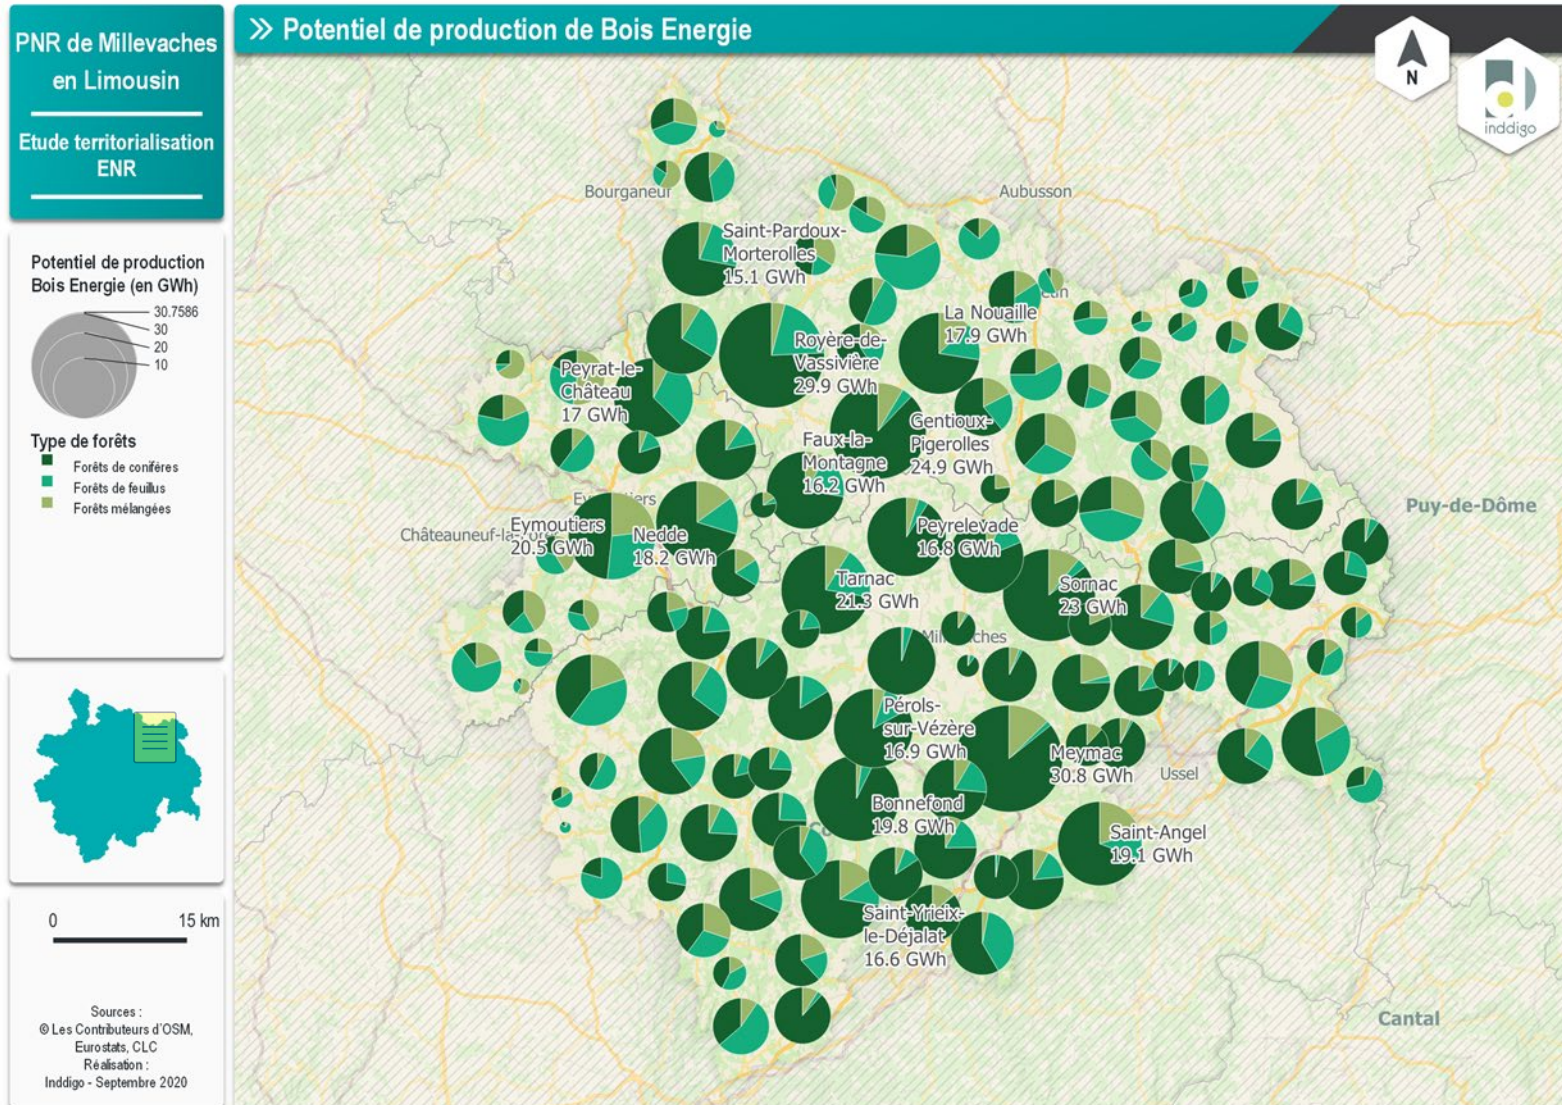 PNR de Millevaches
en Limousin
Etude territorialisation
ENR
>> Potentiel de production de Bois Energie
N
inddigo
Potentiel de production
Bois Energie (en GWh)
30.7586
30
20
10
Type de forêts
Forêts de conifères
Forêts de feuillus
Forêts mélangées
0 15 km
Sources :
© Les Contributeurs d'OSM,
Eurostats, CLC
Réalisation :
Inddigo - Septembre 2020
Bourganeuf
Aubusson
Saint-Pardoux-
Morterolles
15.1 GWh
La Nouaille
17.9 GWh
Royère-de-
Vassivière
29.9 GWh
Peyrat-le-
Château
17 GWh
Gentioux-
Pigerolles
24.9 GWh
Faux-la-
Montagne
16.2 GWh
Puy-de-Dôme
Eymoutiers
20.5 GWh
Nedde
18.2 GWh
Peyrelevade
16.8 GWh
Tarnac
21.3 GWh
Sornac
23 GWh
Pérols-
sur-Vézère
16.9 GWh
Meymac
30.8 GWh
Ussel
Bonnefond
19.8 GWh
Saint-Angel
19.1 GWh
Saint-Yrieix-
le-Déjalat
16.6 GWh
Cantal